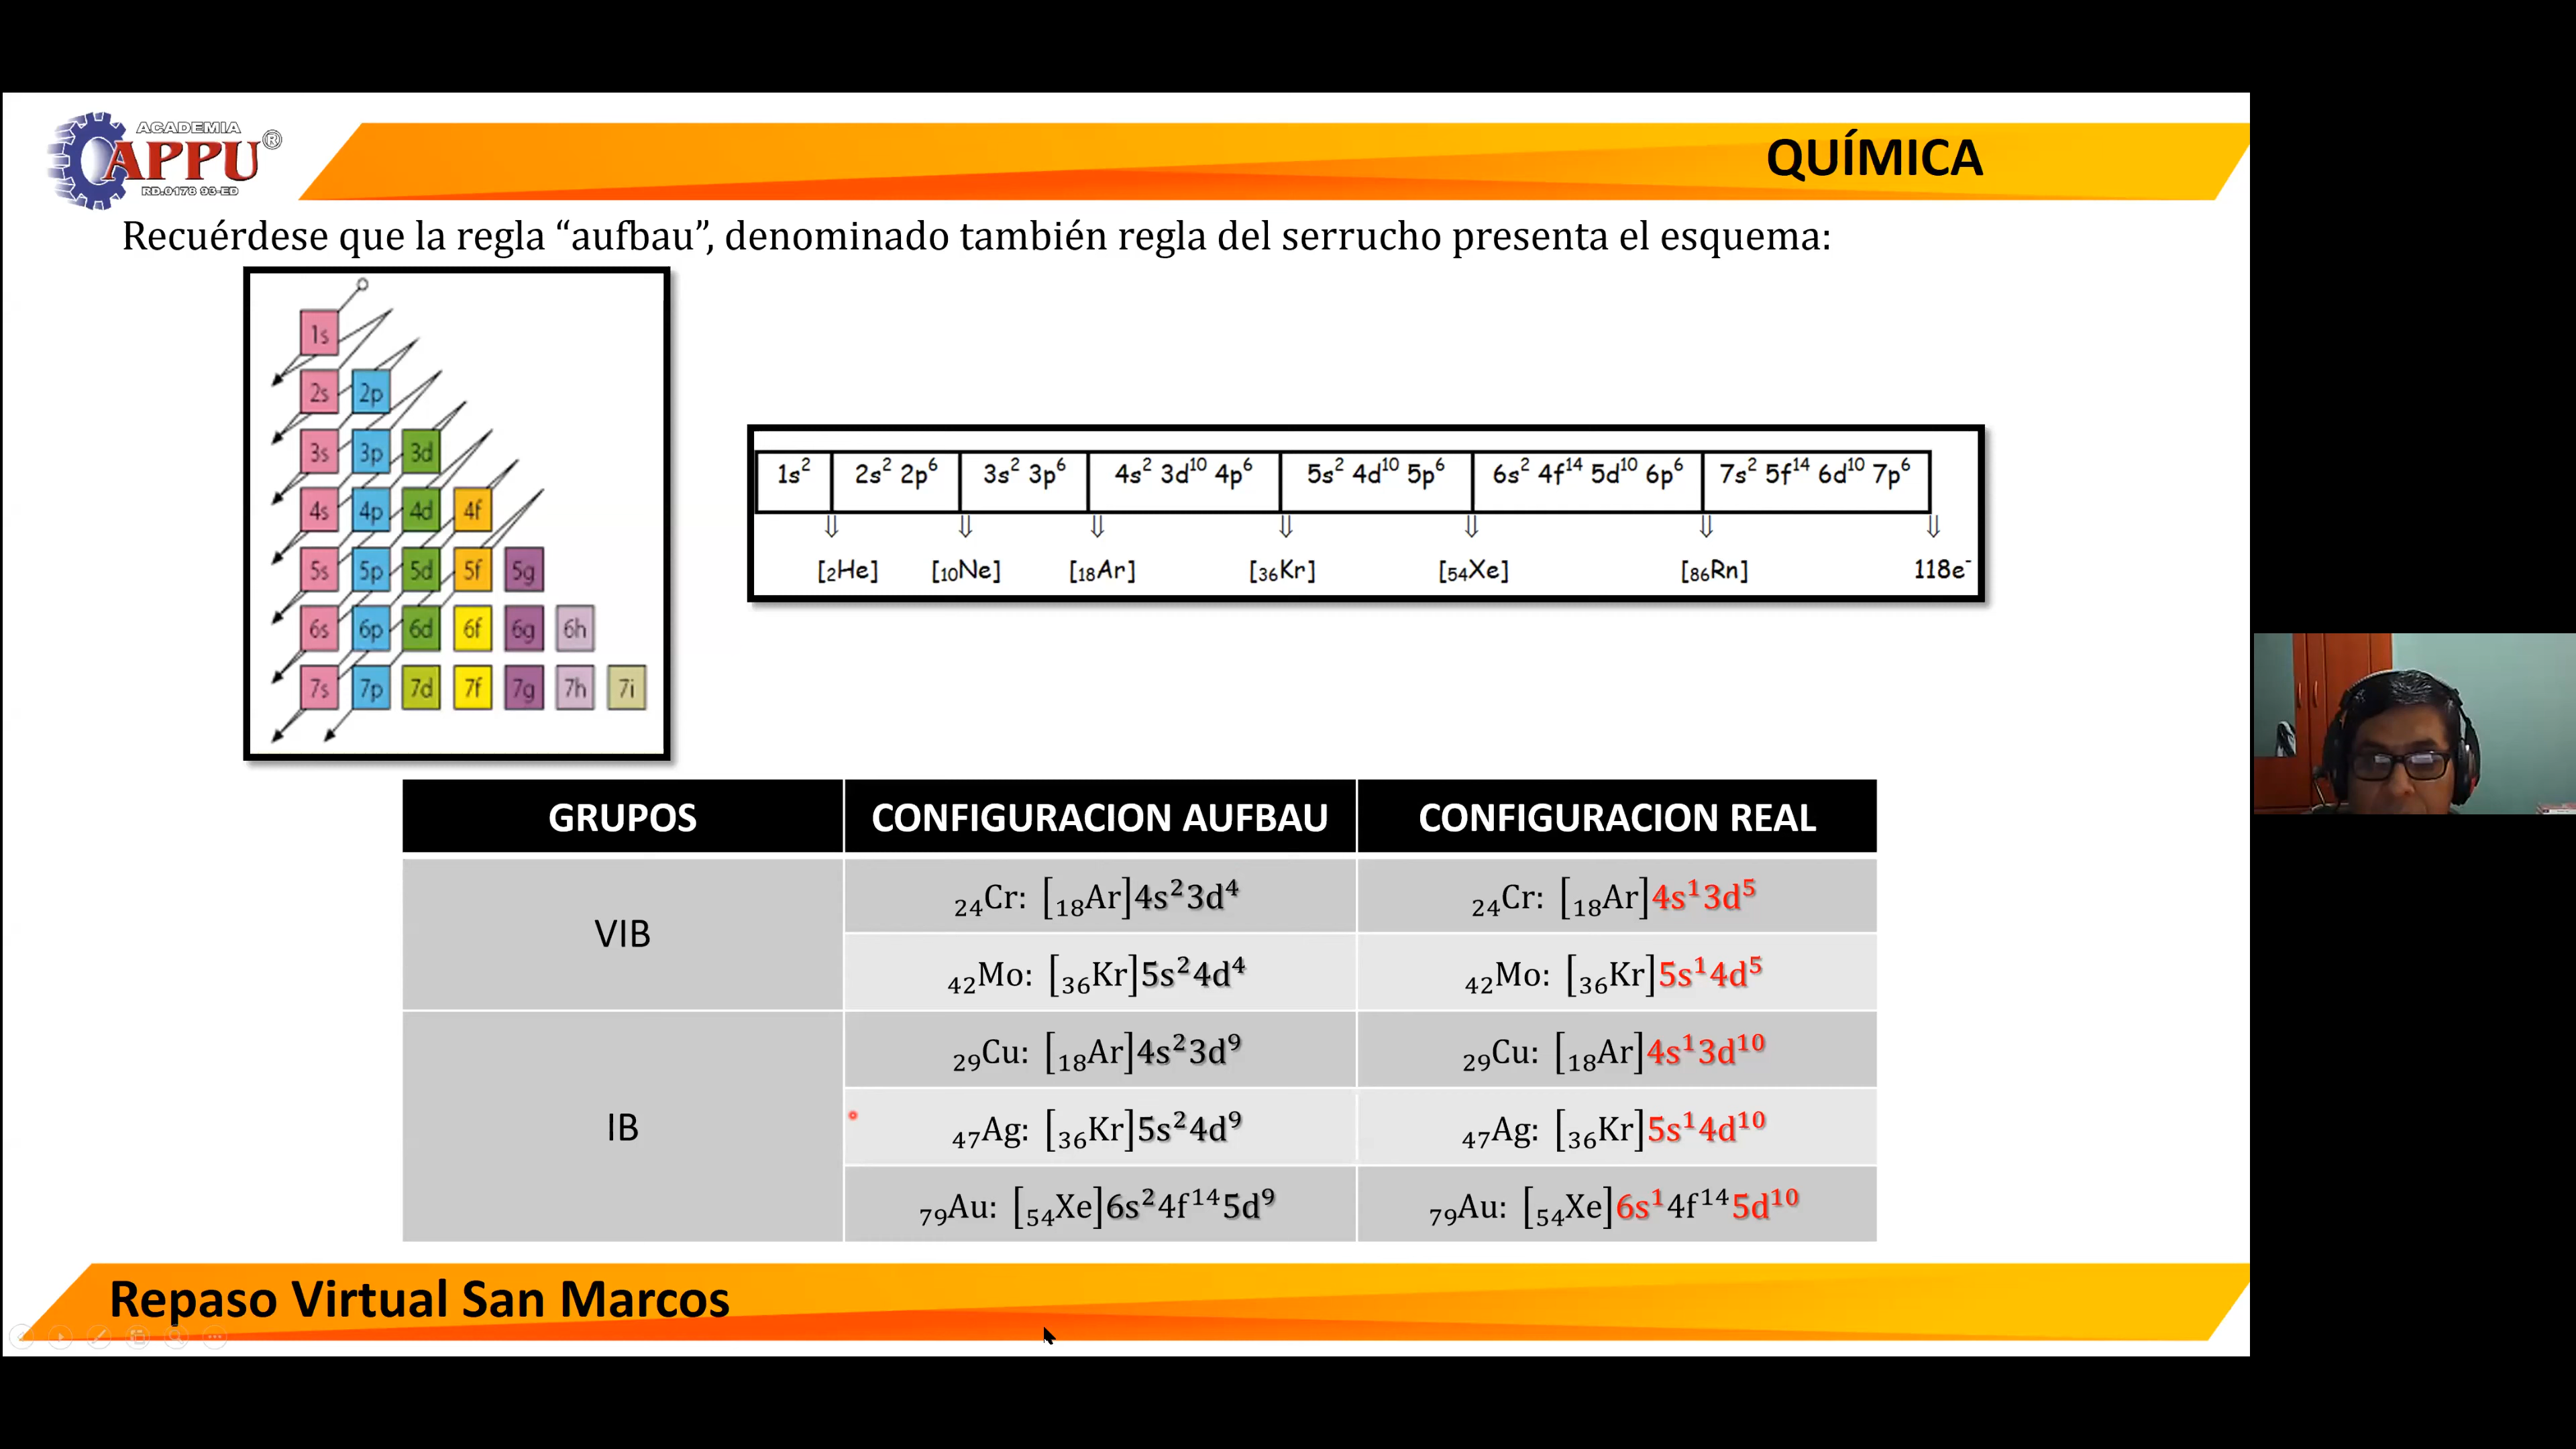 ACADEMIA
APPU®
RD.0178 93-ED
QUÍMICA
Recuérdese que la regla “aufbau”, denominado también regla del serrucho presenta el esquema:
1s
2s 2p
3s 3p 3d
4s 4p 4d 4f
5s 5p 5d 5f 5g
6s 6p 6d 6f 6g 6h
7s 7p 7d 7f 7g 7h 7i
1s² 2s² 2p⁶ 3s² 3p⁶ 4s² 3d¹⁰ 4p⁶ 5s² 4d¹⁰ 5p⁶ 6s² 4f¹⁴ 5d¹⁰ 6p⁶ 7s² 5f¹⁴ 6d¹⁰ 7p⁶
⇓ ⇓ ⇓ ⇓ ⇓ ⇓ ⇓
[₂He] [₁₀Ne] [₁₈Ar] [₃₆Kr] [₅₄Xe] [₈₆Rn] 118e⁻
GRUPOS CONFIGURACION AUFBAU CONFIGURACION REAL
VIB
₂₄Cr: [₁₈Ar]4s²3d⁴ ₂₄Cr: [₁₈Ar]4s¹3d⁵
₄₂Mo: [₃₆Kr]5s²4d⁴ ₄₂Mo: [₃₆Kr]5s¹4d⁵
IB
₂₉Cu: [₁₈Ar]4s²3d⁹ ₂₉Cu: [₁₈Ar]4s¹3d¹⁰
₄₇Ag: [₃₆Kr]5s²4d⁹ ₄₇Ag: [₃₆Kr]5s¹4d¹⁰
₇₉Au: [₅₄Xe]6s²4f¹⁴5d⁹ ₇₉Au: [₅₄Xe]6s¹4f¹⁴5d¹⁰
Repaso Virtual San Marcos